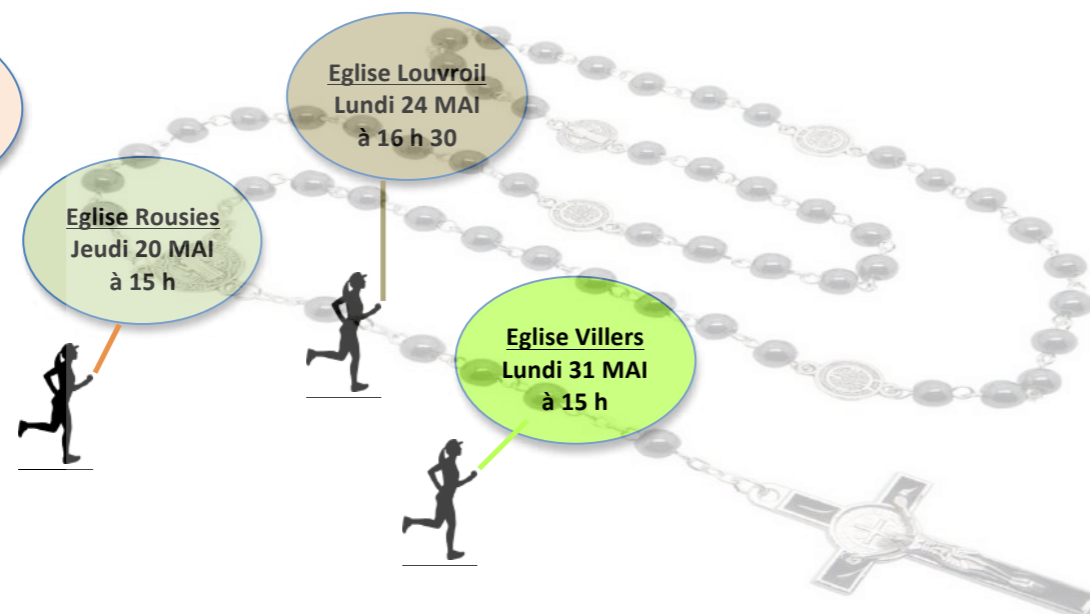 Eglise Louvroil
Lundi 24 MAI
à 16 h 30
Eglise Rousies
Jeudi 20 MAI
à 15 h
Eglise Villers
Lundi 31 MAI
à 15 h